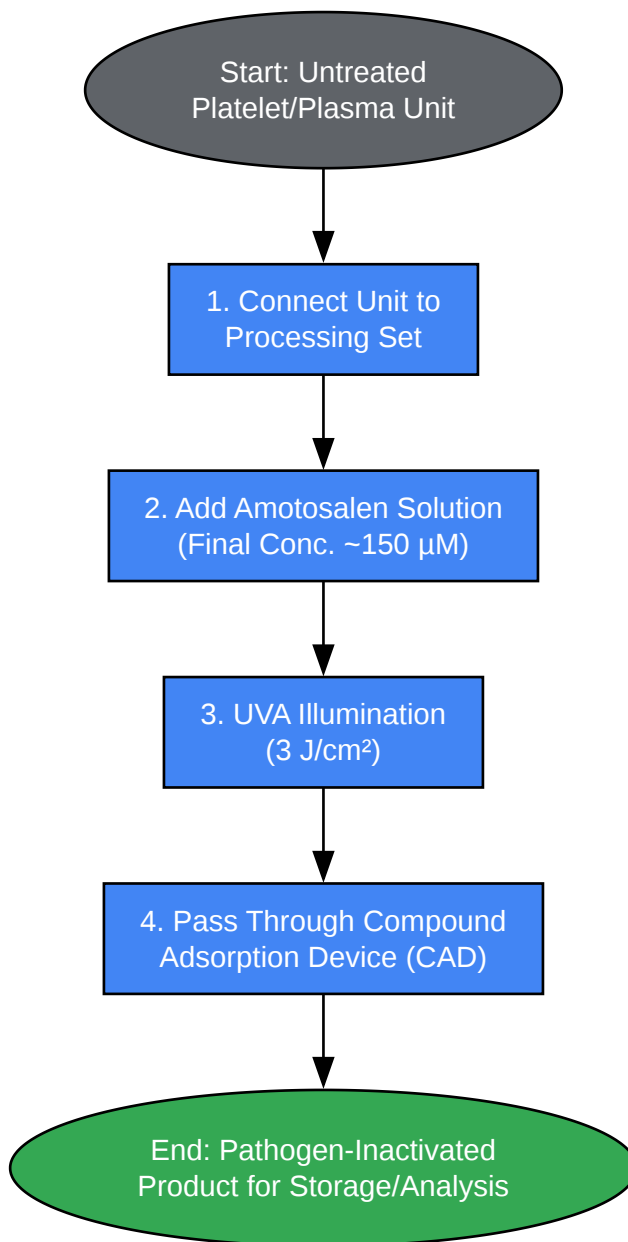 Start: Untreated
Platelet/Plasma Unit
1. Connect Unit to
Processing Set
2. Add Amotosalen Solution
(Final Conc. ~150 µM)
3. UVA Illumination
(3 J/cm²)
4. Pass Through Compound
Adsorption Device (CAD)
End: Pathogen-Inactivated
Product for Storage/Analysis